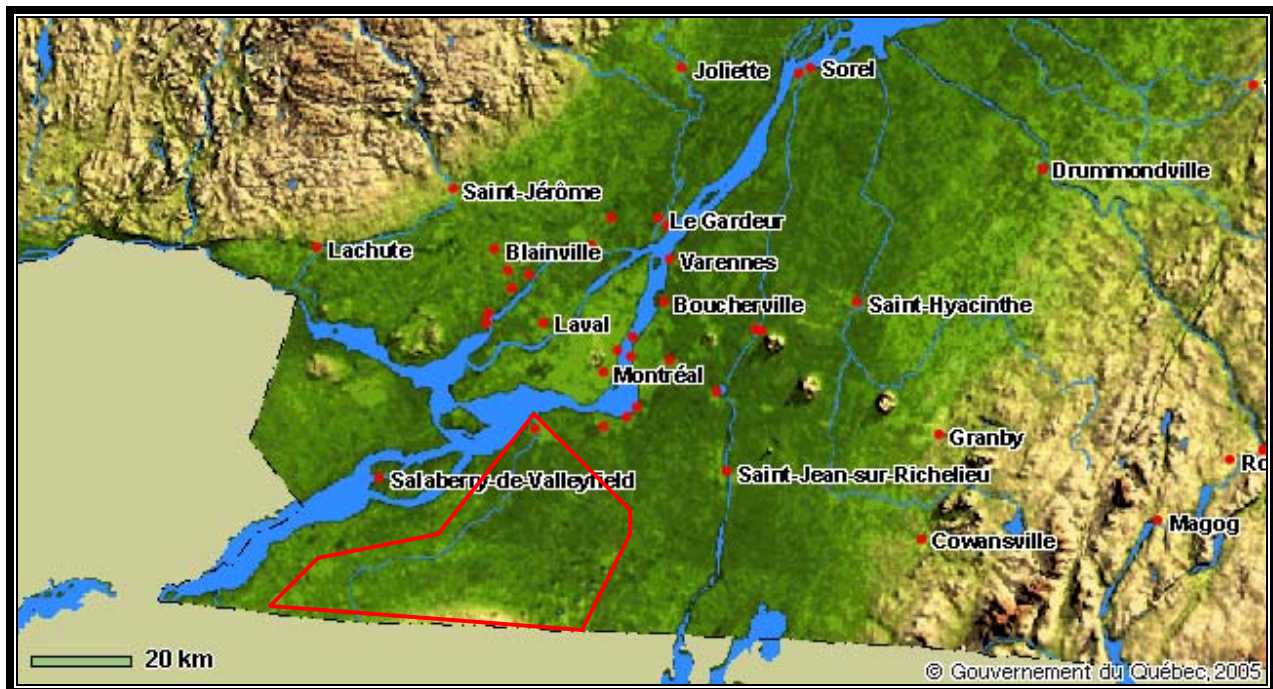 Joliette
Sorel
Drummondville
Saint-Jérôme
Le Gardeur
Lachute
Blainville
Varennes
Boucherville
Saint-Hyacinthe
Laval
Montréal
Granby
Salaberry-de-Valleyfield
Saint-Jean-sur-Richelieu
Ro
Magog
Cowansville
20 km
© Gouvernement du Québec, 2005